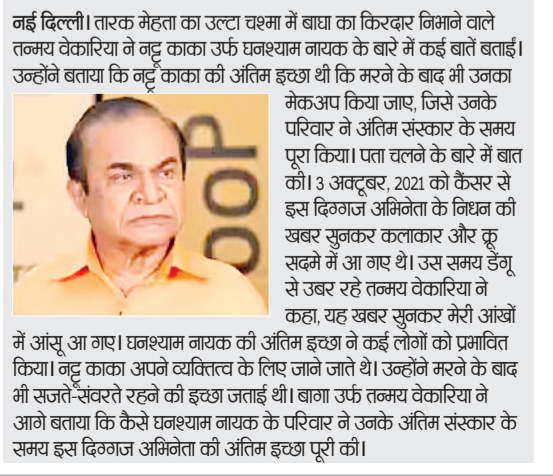 नई दिल्ली। तारक मेहता का उल्टा चश्मा में बाघा का किरदार निभाने वाले
तन्मय वेकारिया ने नट्टू काका उर्फ घनश्याम नायक के बारे में कई बातें बताईं।
उन्होंने बताया कि नट्टू काका की अंतिम इच्छा थी कि मरने के बाद भी उनका
मेकअप किया जाए, जिसे उनके
परिवार ने अंतिम संस्कार के समय
पूरा किया। पता चलने के बारे में बात
की। 3 अक्टूबर, 2021 को कैंसर से
इस दिग्गज अभिनेता के निधन की
खबर सुनकर कलाकार और क्रू
सदमे में आ गए थे। उस समय डेंगू
से उबर रहे तन्मय वेकारिया ने
कहा, यह खबर सुनकर मेरी आंखों
में आंसू आ गए। घनश्याम नायक की अंतिम इच्छा ने कई लोगों को प्रभावित
किया। नट्टू काका अपने व्यक्तित्व के लिए जाने जाते थे। उन्होंने मरने के बाद
भी सजते-संवरते रहने की इच्छा जताई थी। बागा उर्फ तन्मय वेकारिया ने
आगे बताया कि कैसे घनश्याम नायक के परिवार ने उनके अंतिम संस्कार के
समय इस दिग्गज अभिनेता की अंतिम इच्छा पूरी की।
OOP